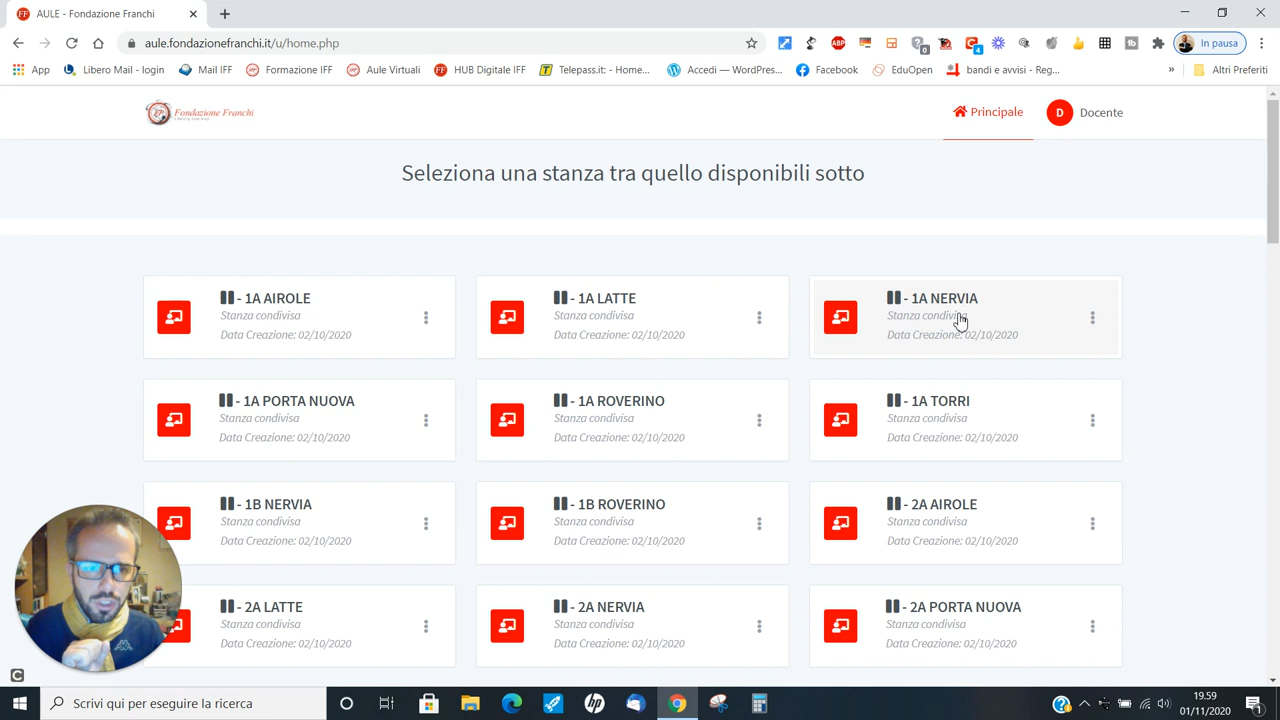 AULE - Fondazione Franchi
aule.fondazionefranchi.it/u/home.php
In pausa
App
Libero Mail - login
Mail IFF
Formazione IFF
Aule Virtuali
HUB Digitale IFF
Telepass.it: - Home...
Accedi — WordPres...
Facebook
EduOpen
bandi e avvisi - Reg...
»
Altri Preferiti
Fondazione Franchi
Principale
D Docente
Seleziona una stanza tra quello disponibili sotto
- 1A AIROLE
Stanza condivisa
Data Creazione: 02/10/2020
- 1A LATTE
Stanza condivisa
Data Creazione: 02/10/2020
- 1A NERVIA
Stanza condivisa
Data Creazione: 02/10/2020
- 1A PORTA NUOVA
Stanza condivisa
Data Creazione: 02/10/2020
- 1A ROVERINO
Stanza condivisa
Data Creazione: 02/10/2020
- 1A TORRI
Stanza condivisa
Data Creazione: 02/10/2020
- 1B NERVIA
Stanza condivisa
Data Creazione: 02/10/2020
- 1B ROVERINO
Stanza condivisa
Data Creazione: 02/10/2020
- 2A AIROLE
Stanza condivisa
Data Creazione: 02/10/2020
- 2A LATTE
Stanza condivisa
Data Creazione: 02/10/2020
- 2A NERVIA
Stanza condivisa
Data Creazione: 02/10/2020
- 2A PORTA NUOVA
Stanza condivisa
Data Creazione: 02/10/2020
Scrivi qui per eseguire la ricerca
19.59
01/11/2020